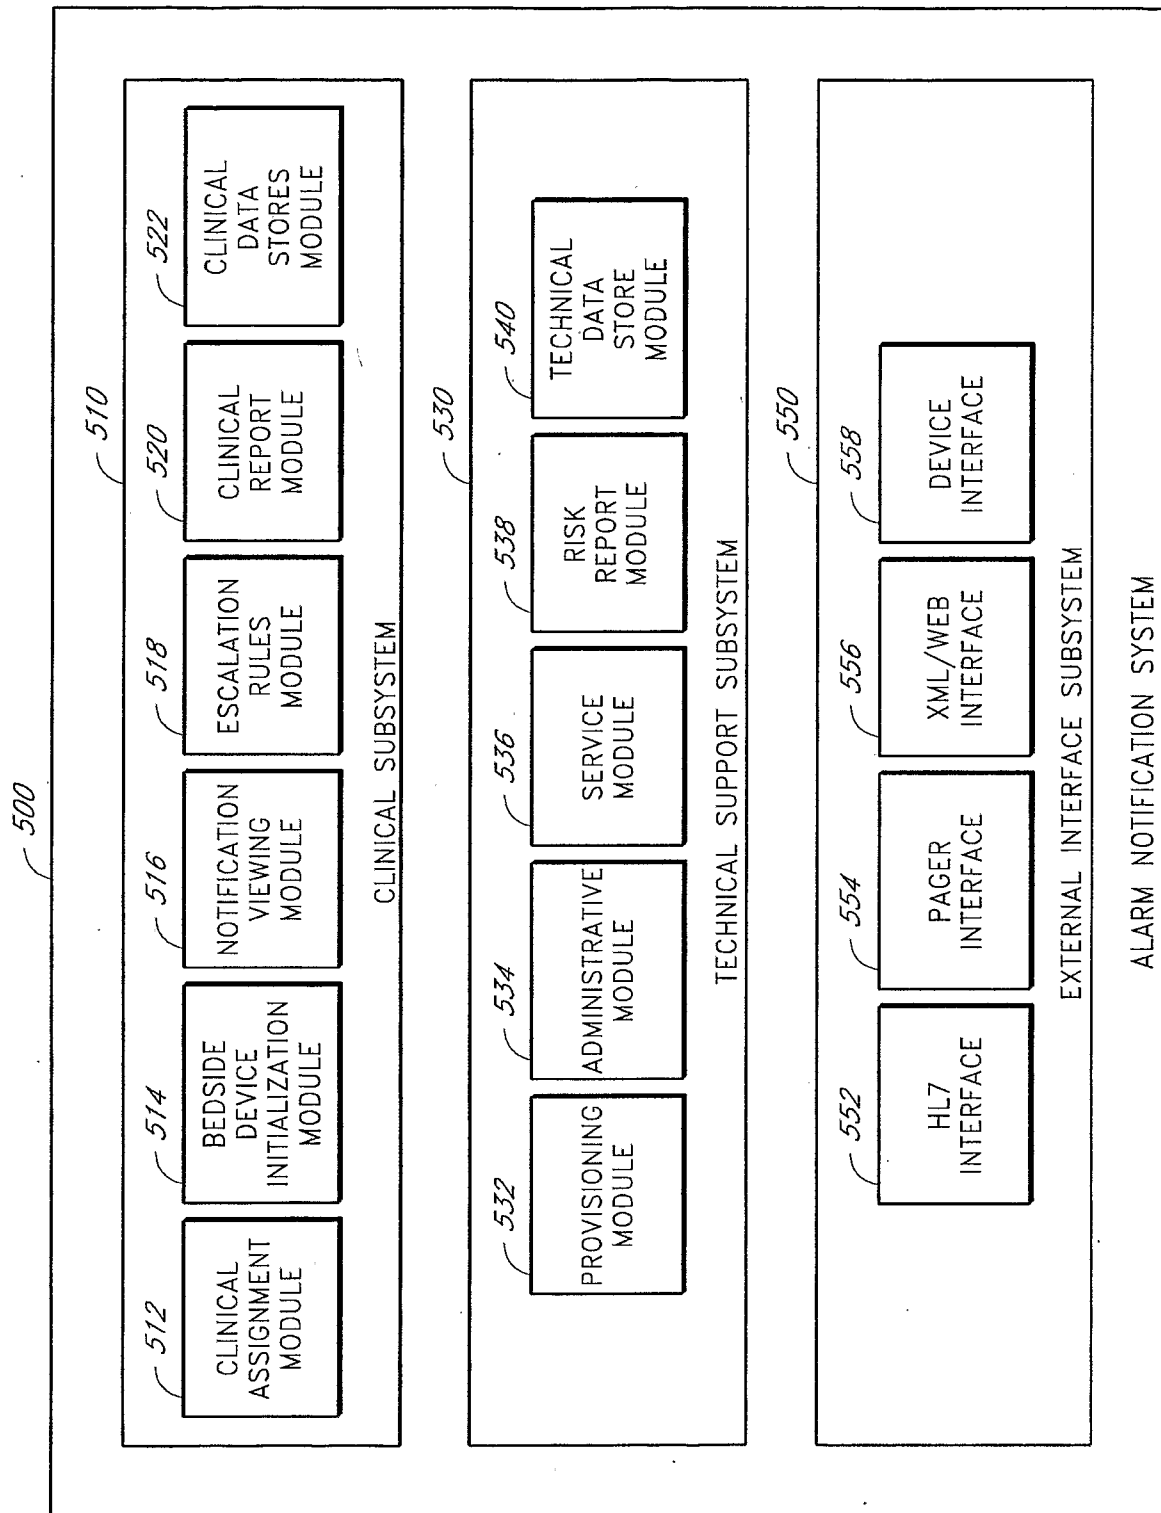 500
510
512
CLINICAL
ASSIGNMENT
MODULE
514
BEDSIDE
DEVICE
INITIALIZATION
MODULE
516
NOTIFICATION
VIEWING
MODULE
518
ESCALATION
RULES
MODULE
520
CLINICAL
REPORT
MODULE
522
CLINICAL
DATA
STORES
MODULE
CLINICAL SUBSYSTEM
530
532
PROVISIONING
MODULE
534
ADMINISTRATIVE
MODULE
536
SERVICE
MODULE
538
RISK
REPORT
MODULE
540
TECHNICAL
DATA
STORE
MODULE
TECHNICAL SUPPORT SUBSYSTEM
550
552
HL7
INTERFACE
554
PAGER
INTERFACE
556
XML/WEB
INTERFACE
558
DEVICE
INTERFACE
EXTERNAL INTERFACE SUBSYSTEM
ALARM NOTIFICATION SYSTEM